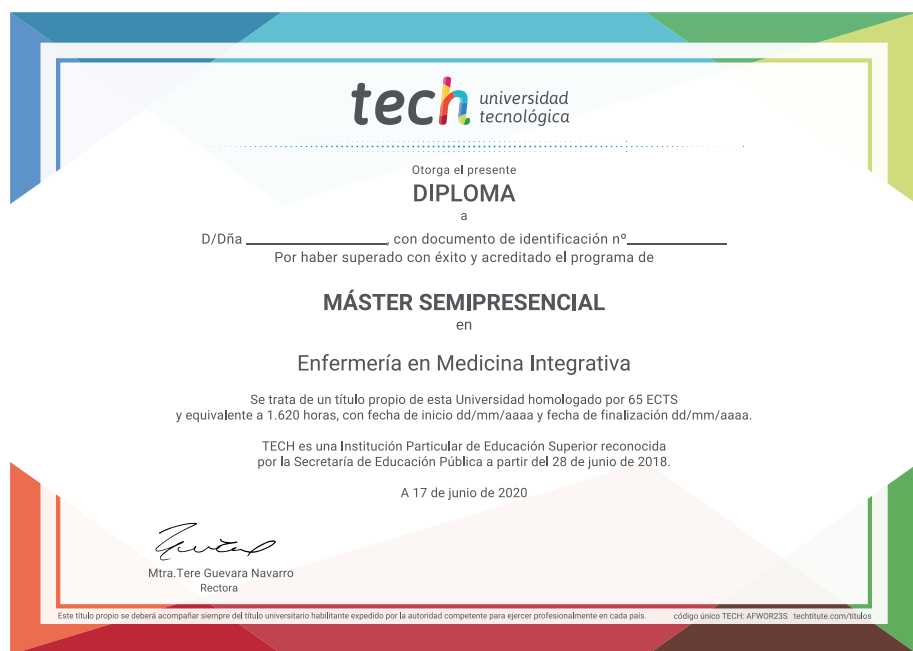 tech universidad
tecnológica
Otorga el presente
DIPLOMA
a
D/Dña ____________, con documento de identificación nº____________
Por haber superado con éxito y acreditado el programa de
MÁSTER SEMIPRESENCIAL
en
Enfermería en Medicina Integrativa
Se trata de un título propio de esta Universidad homologado por 65 ECTS
y equivalente a 1.620 horas, con fecha de inicio dd/mm/aaaa y fecha de finalización dd/mm/aaaa.
TECH es una Institución Particular de Educación Superior reconocida
por la Secretaría de Educación Pública a partir del 28 de junio de 2018.
A 17 de junio de 2020
Mtra.Tere Guevara Navarro
Rectora
Este título propio se deberá acompañar siempre del título universitario habilitante expedido por la autoridad competente para ejercer profesionalmente en cada país. código único TECH: AFWOR23S techtitute.com/títulos